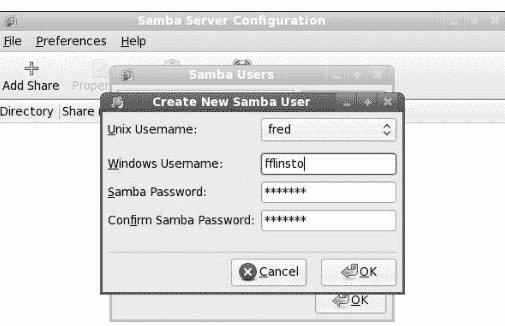 Samba Server Configuration
File Preferences Help
Add Share Proper
Samba Users
Directory Share
Create New Samba User
Unix Username: fred
Windows Username: fflinsto
Samba Password: *******
Confirm Samba Password: *******
Cancel OK
OK